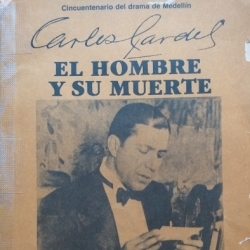 Cincuentenario del drama de Medellín
Carlos Gardel
EL HOMBRE
Y SU MUERTE